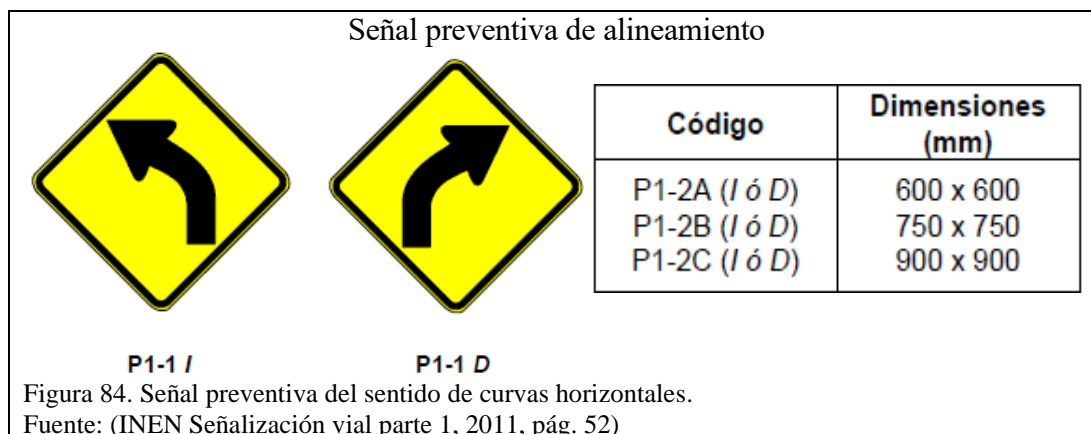 Señal preventiva de alineamiento
Código Dimensiones (mm)
P1-2A (I ó D) 600 x 600
P1-2B (I ó D) 750 x 750
P1-2C (I ó D) 900 x 900
P1-1 I P1-1 D
Figura 84. Señal preventiva del sentido de curvas horizontales.
Fuente: (INEN Señalización vial parte 1, 2011, pág. 52)